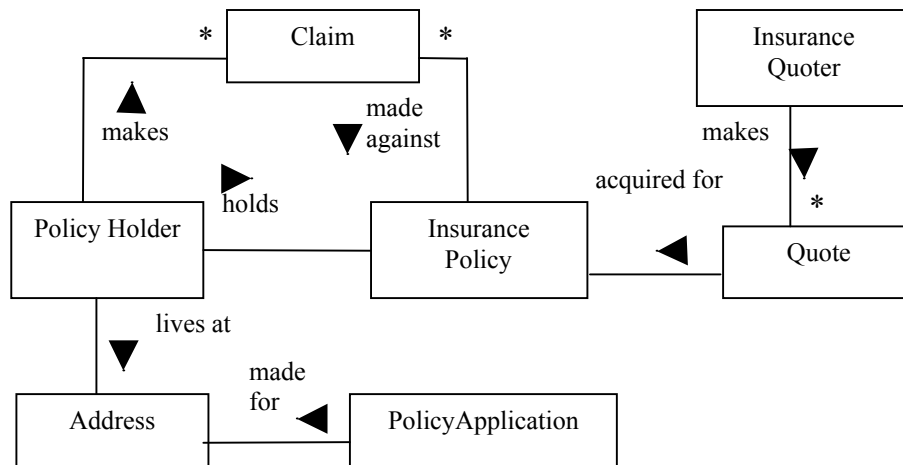 *
Claim
*
Insurance
Quoter
makes
made
against
makes
holds
acquired for
*
Policy Holder
Insurance
Policy
Quote
lives at
made
for
Address
PolicyApplication